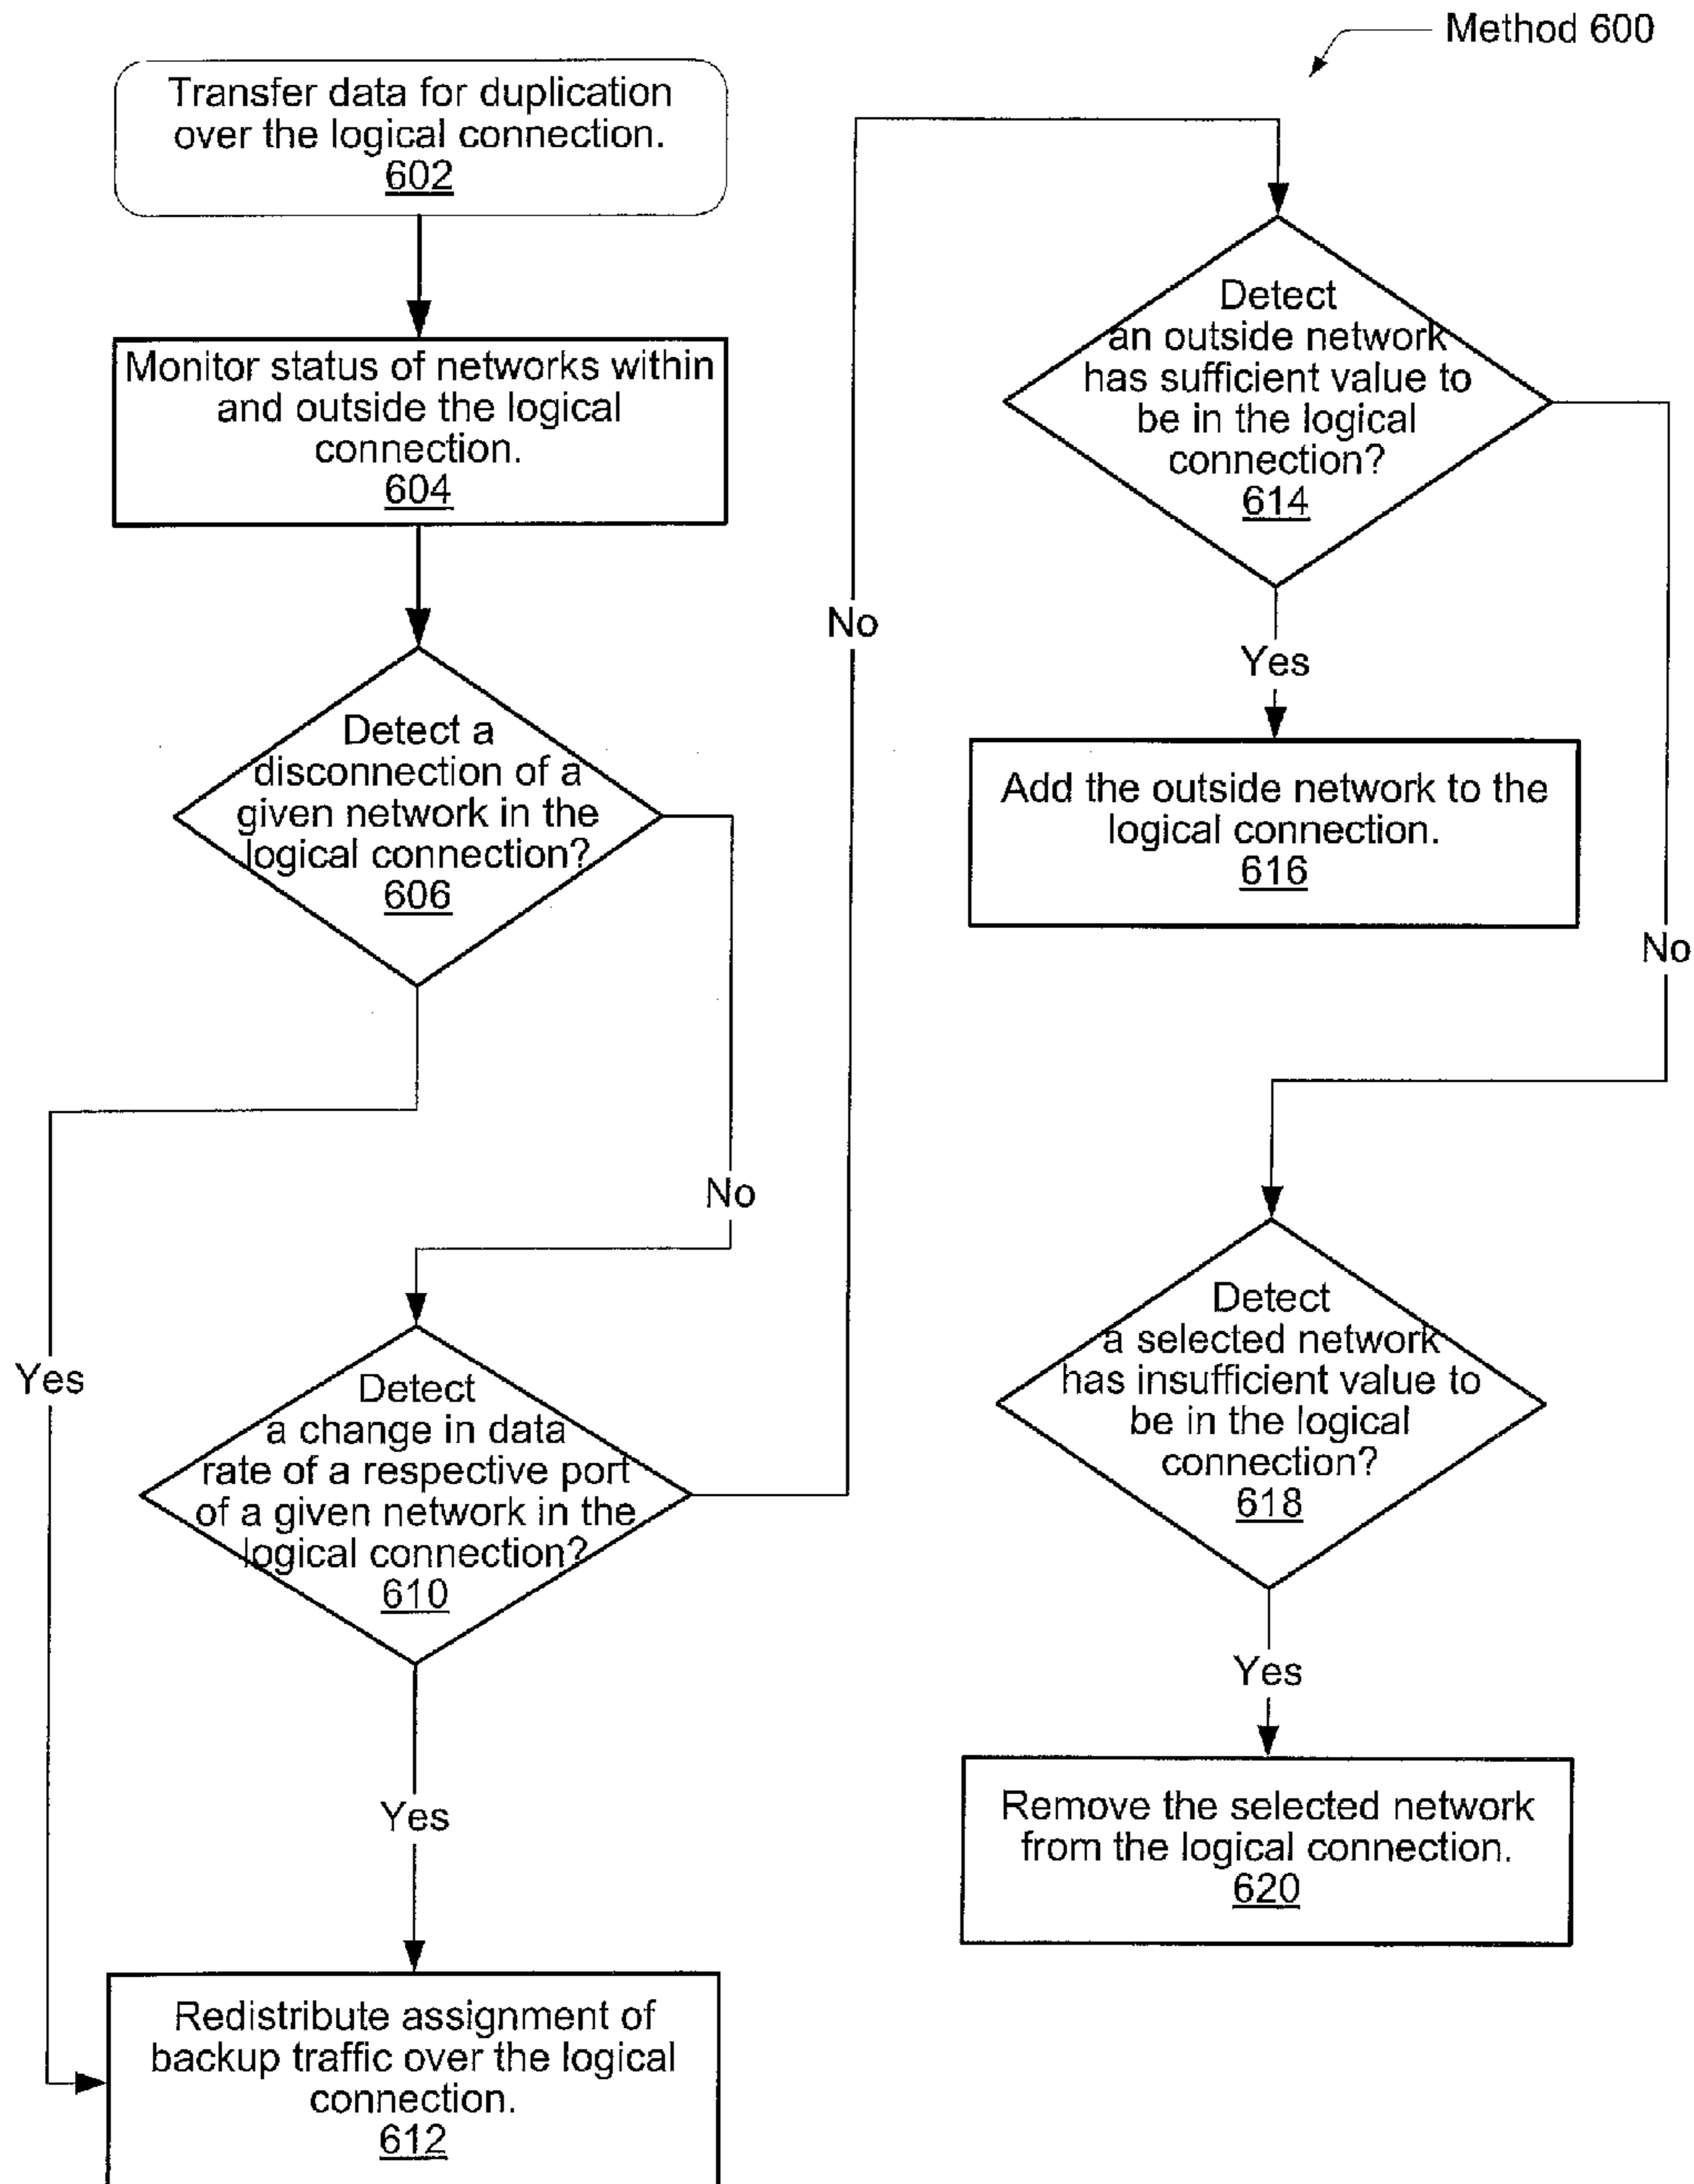 Method 600
Transfer data for duplication
over the logical connection.
602
Monitor status of networks within
and outside the logical
connection.
604
Detect a
disconnection of a
given network in the
logical connection?
606
No
Yes
Detect
a change in data
rate of a respective port
of a given network in the
logical connection?
610
No
Yes
Redistribute assignment of
backup traffic over the logical
connection.
612
Detect
an outside network
has sufficient value to
be in the logical
connection?
614
Yes
No
Add the outside network to the
logical connection.
616
Detect
a selected network
has insufficient value to
be in the logical
connection?
618
Yes
Remove the selected network
from the logical connection.
620